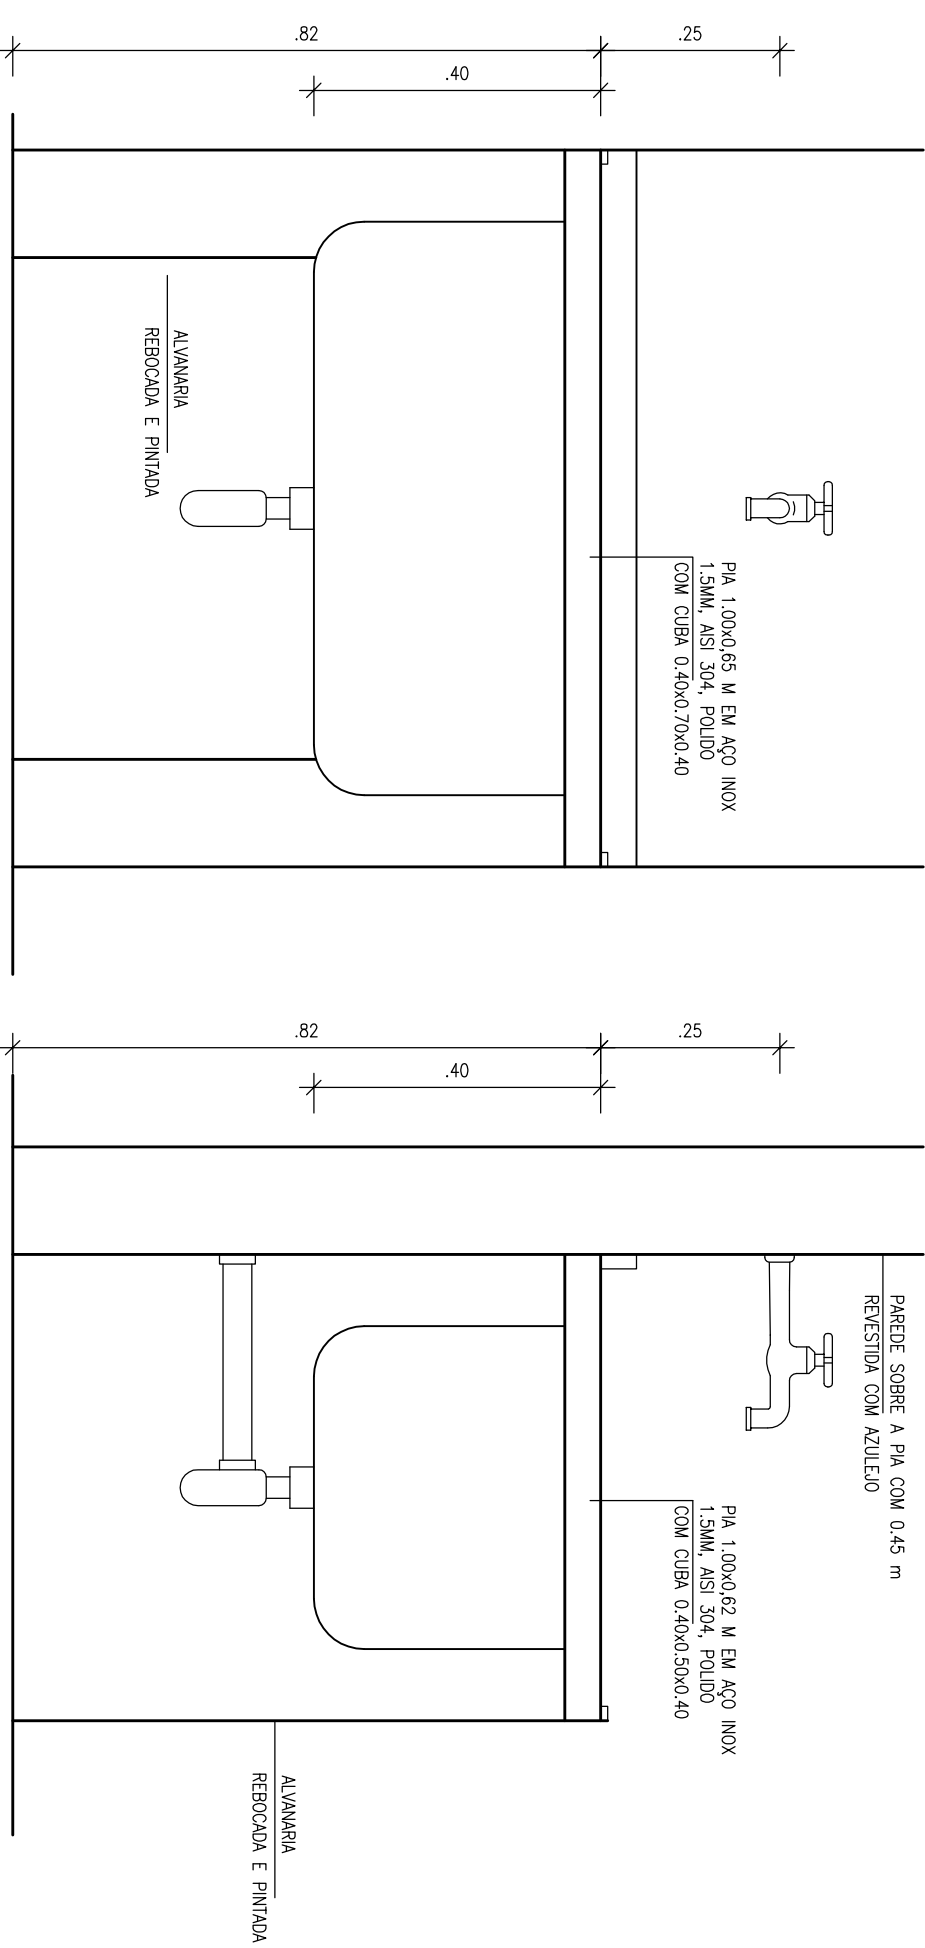 .82
.25
.40
ALVANARIA
REBOCADA E PINTADA
PIA 1.00x0,65 M EM AÇO INOX
1.5MM, AISI 304, POLIDO
COM CUBA 0.40x0.70x0.40
.82
.25
.40
PAREDE SOBRE A PIA COM 0.45 m
REVESTIDA COM AZULEJO
PIA 1.00x0,62 M EM AÇO INOX
1.5MM, AISI 304, POLIDO
COM CUBA 0.40x0.50x0.40
ALVANARIA
REBOCADA E PINTADA